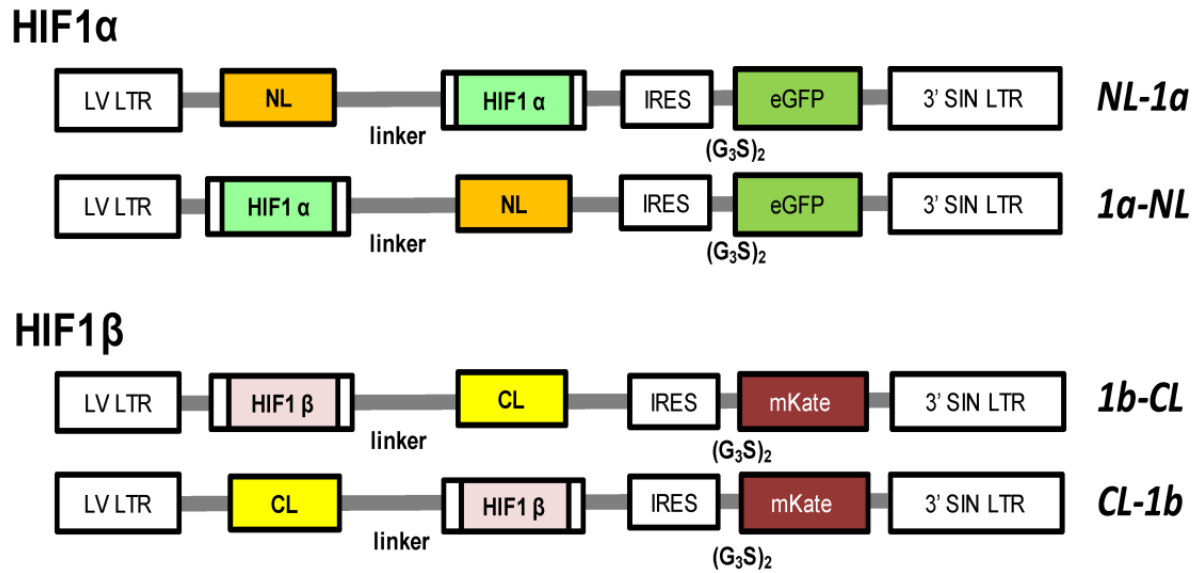 HIF1α
LV LTR NL HIF1 α IRES eGFP 3' SIN LTR NL-1a
linker (G₃S)₂
LV LTR HIF1 α NL IRES eGFP 3' SIN LTR 1a-NL
linker (G₃S)₂
HIF1β
LV LTR HIF1 β CL IRES mKate 3' SIN LTR 1b-CL
linker (G₃S)₂
LV LTR CL HIF1 β IRES mKate 3' SIN LTR CL-1b
linker (G₃S)₂